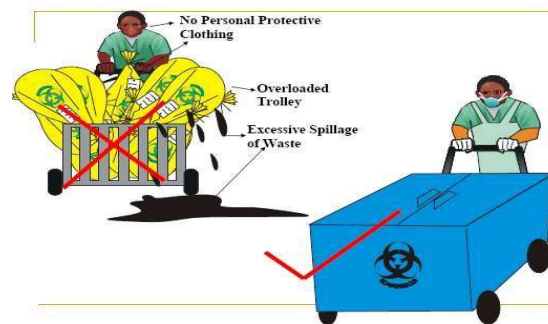 No Personal Protective
Clothing
Overloaded
Trolley
Excessive Spillage
of Waste